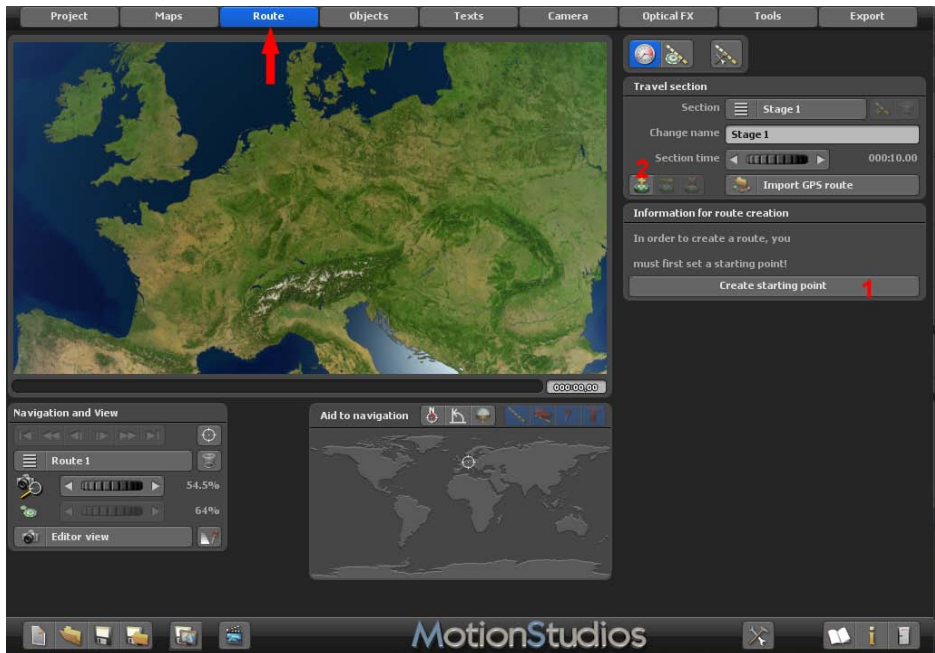 Project Maps Route Objects Texts Camera Optical FX Tools Export
Travel section
Section Stage 1
Change name Stage 1
Section time 000:10.00
2
Import GPS route
Information for route creation
In order to create a route, you
must first set a starting point!
Create starting point 1
000:00,00
Navigation and View
Route 1
54.5%
64%
Editor view
Aid to navigation
MotionStudios